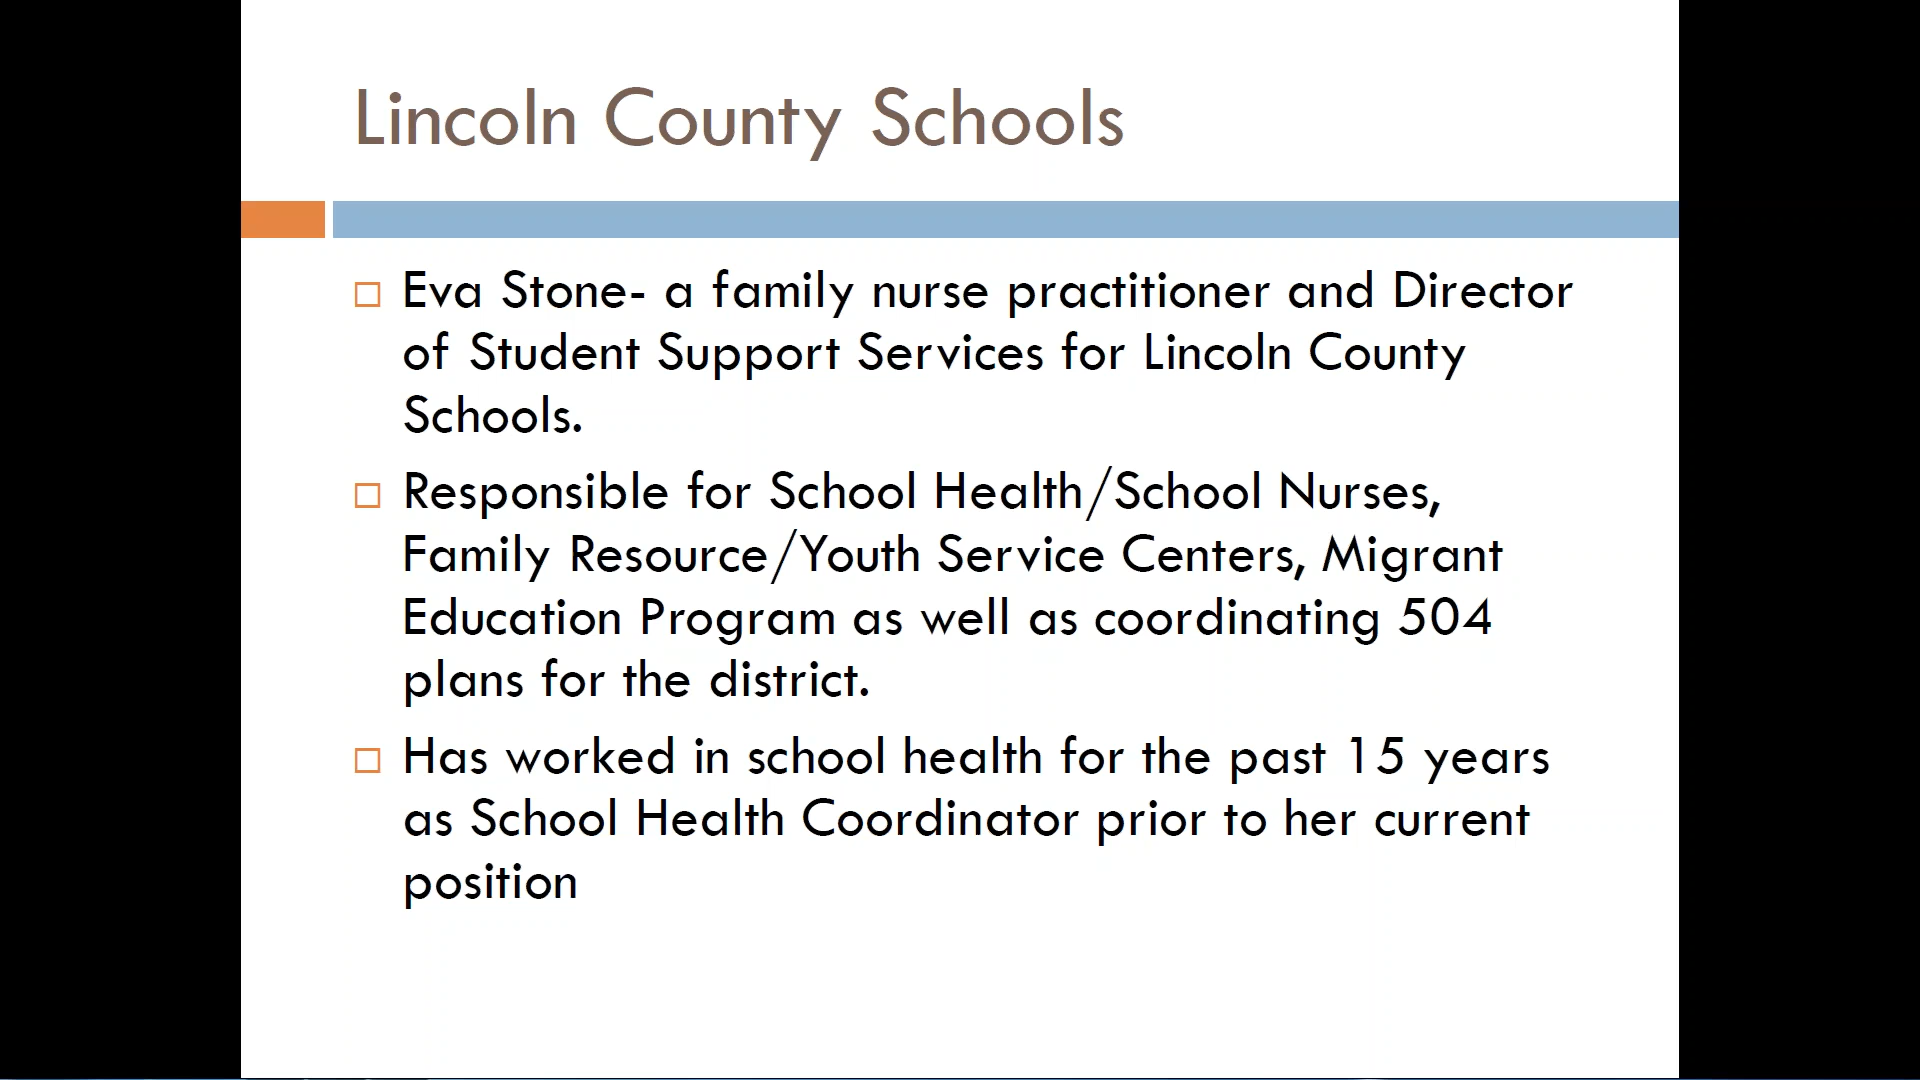 Lincoln County Schools
Eva Stone- a family nurse practitioner and Director
of Student Support Services for Lincoln County
Schools.
Responsible for School Health/School Nurses,
Family Resource/Youth Service Centers, Migrant
Education Program as well as coordinating 504
plans for the district.
Has worked in school health for the past 15 years
as School Health Coordinator prior to her current
position